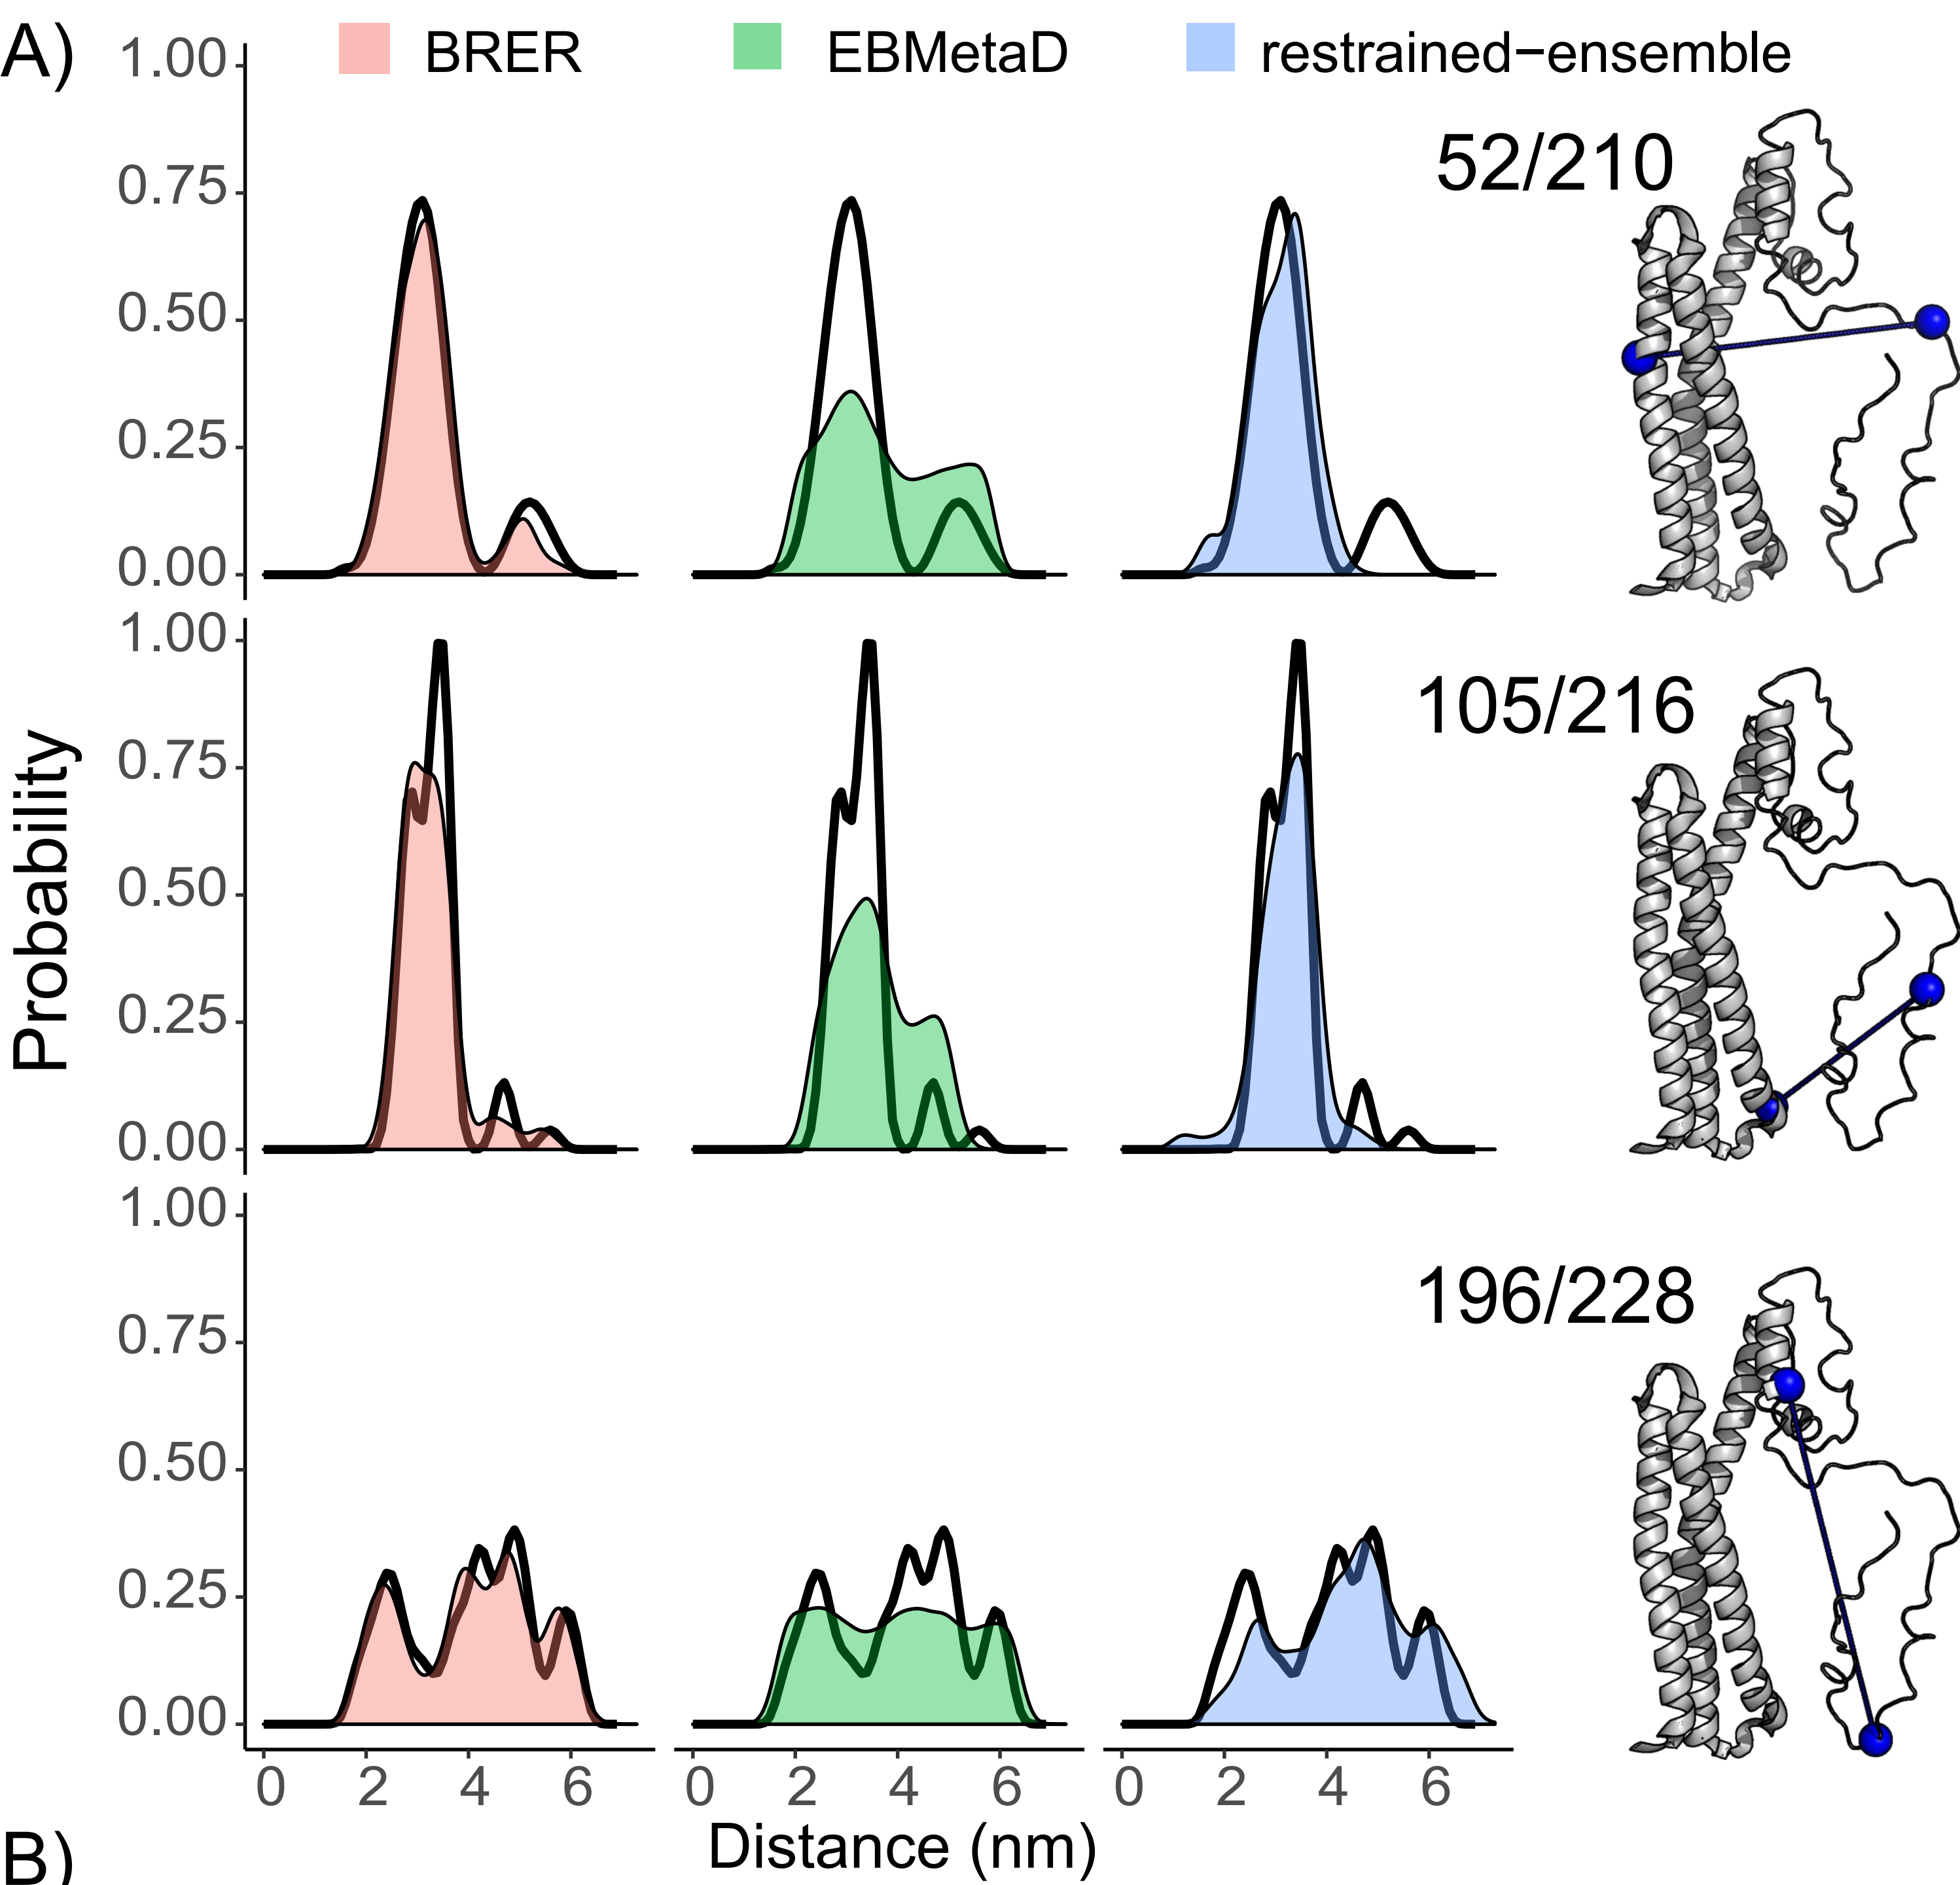 A)
BRER
EBMetaD
restrained−ensemble
1.00
0.75
0.50
0.25
0.00
52/210
1.00
0.75
0.50
0.25
0.00
105/216
Probability
1.00
0.75
0.50
0.25
0.00
196/228
0 2 4 6 0 2 4 6 0 2 4 6
Distance (nm)
B)